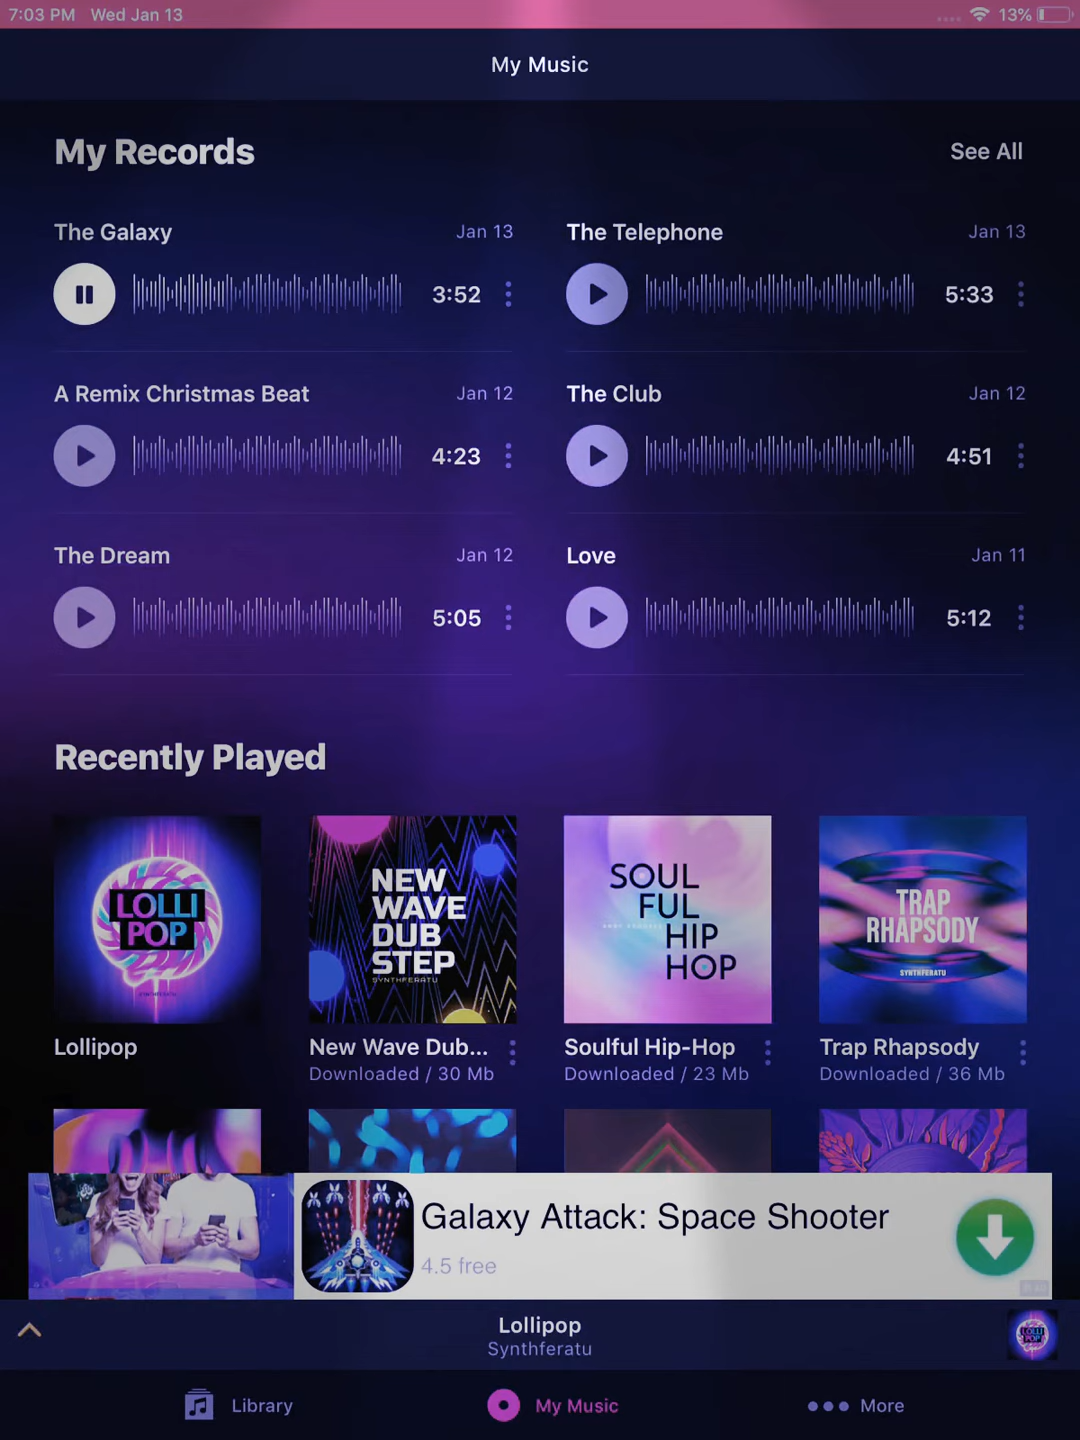 7:03 PM Wed Jan 13
13%
My Music
My Records
See All
The Galaxy
Jan 13
3:52
The Telephone
Jan 13
5:33
A Remix Christmas Beat
Jan 12
4:23
The Club
Jan 12
4:51
The Dream
Jan 12
5:05
Love
Jan 11
5:12
Recently Played
LOLLI
POP
SYNTHFERATU
NEW
WAVE
DUB
STEP
SYNTHFERATU
SOUL
FUL
HIP
HOP
TRAP
RHAPSODY
SYNTHFERATU
Lollipop
New Wave Dub...
Downloaded / 30 Mb
Soulful Hip-Hop
Downloaded / 23 Mb
Trap Rhapsody
Downloaded / 36 Mb
Galaxy Attack: Space Shooter
4.5 free
Lollipop
Synthferatu
LOLLI
POP
Library
My Music
More